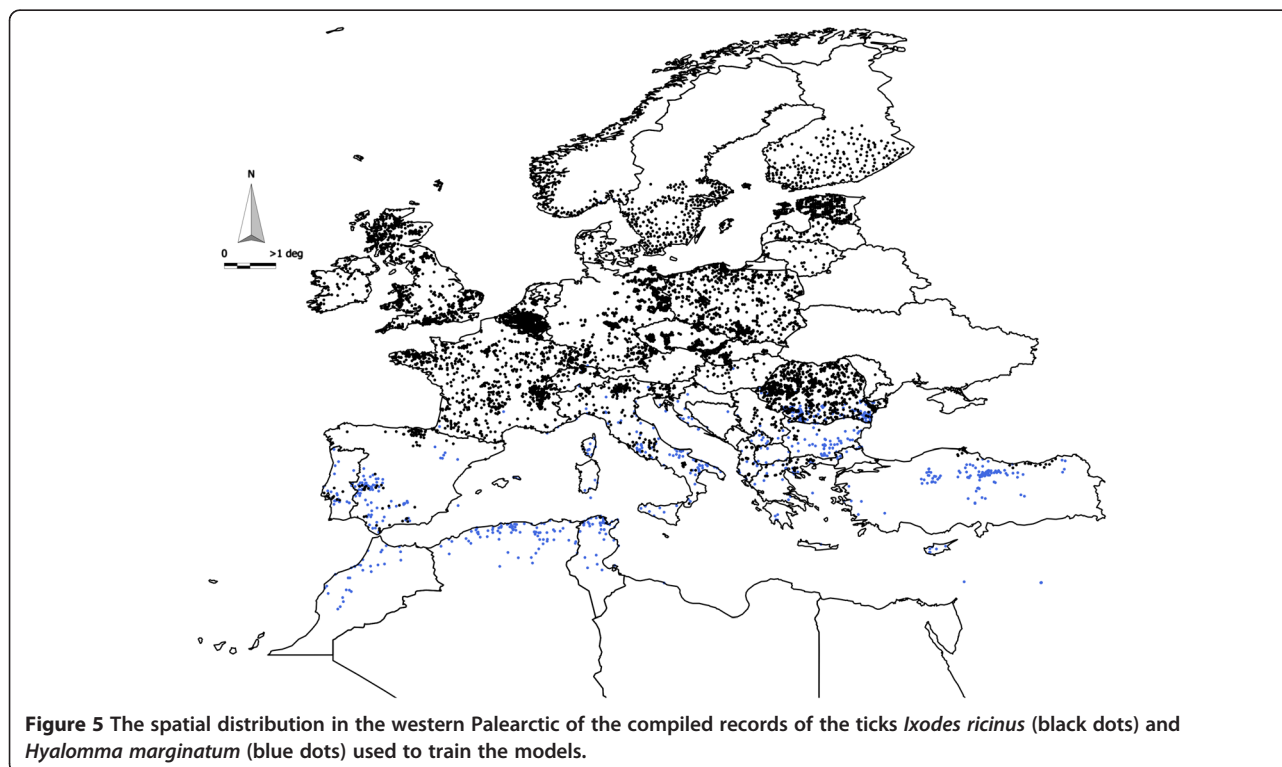 N
0 >1 deg
Figure 5 The spatial distribution in the western Palearctic of the compiled records of the ticks Ixodes ricinus (black dots) and
Hyalomma marginatum (blue dots) used to train the models.